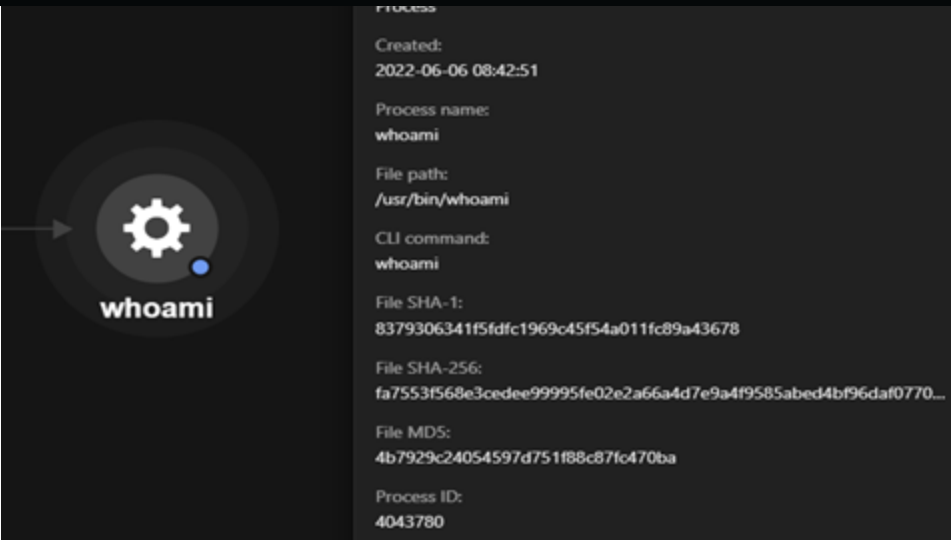 Process
Created:
2022-06-06 08:42:51
Process name:
whoami
File path:
/usr/bin/whoami
CLI command:
whoami
whoami
File SHA-1:
8379306341f5fdfc1969c45f54a011fc89a43678
File SHA-256:
fa7553f568e3cedee99995fe02e2a66a4d7e9a4f9585abed4bf96daf0770...
File MD5:
4b7929c24054597d751f88c87fc470ba
Process ID:
4043780